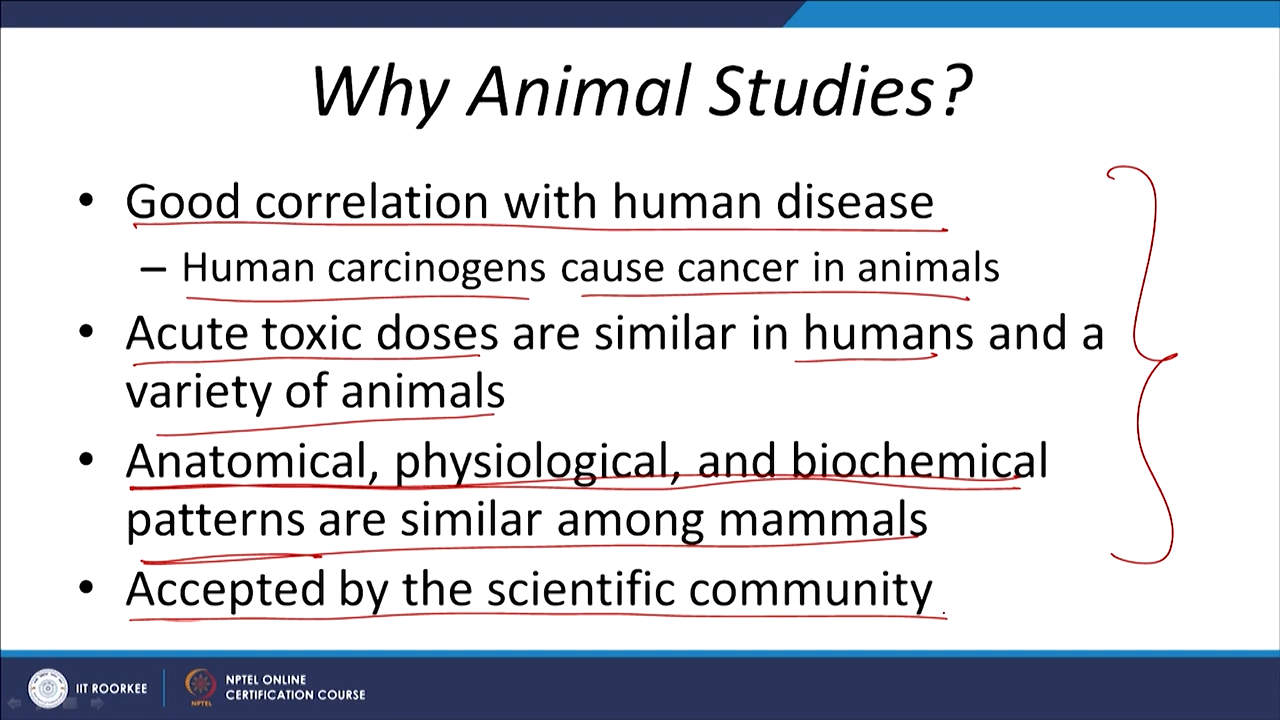 Why Animal Studies?
• Good correlation with human disease
– Human carcinogens cause cancer in animals
• Acute toxic doses are similar in humans and a
variety of animals
• Anatomical, physiological, and biochemical
patterns are similar among mammals
• Accepted by the scientific community
IIT ROORKEE
NPTEL
NPTEL ONLINE
CERTIFICATION COURSE